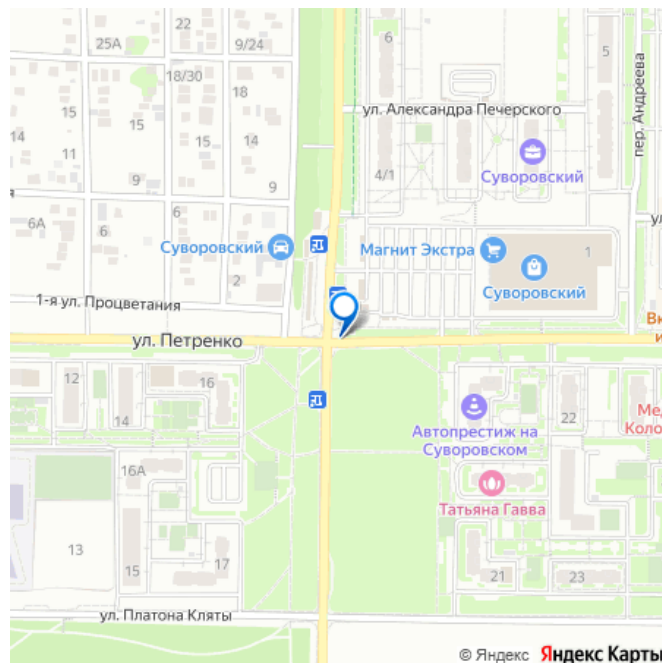 22
25А
9/24
6
5
пер. Андреева
18/30
18
15
14
15
15
14
ул. Александра Печерского
11
4/1
Суворовский
9
9
6
6А
6
Суворовский
Магнит Экстра
1
2
Суворовский
1-я ул. Процветания
Вк
и
ул. Петренко
12
16
14
22
Автопрестиж на
Суворовском
Мед
Коло
16А
Татьяна Гавва
13
15
17
21
23
ул. Платона Кляты
© Яндекс Яндекс Карты